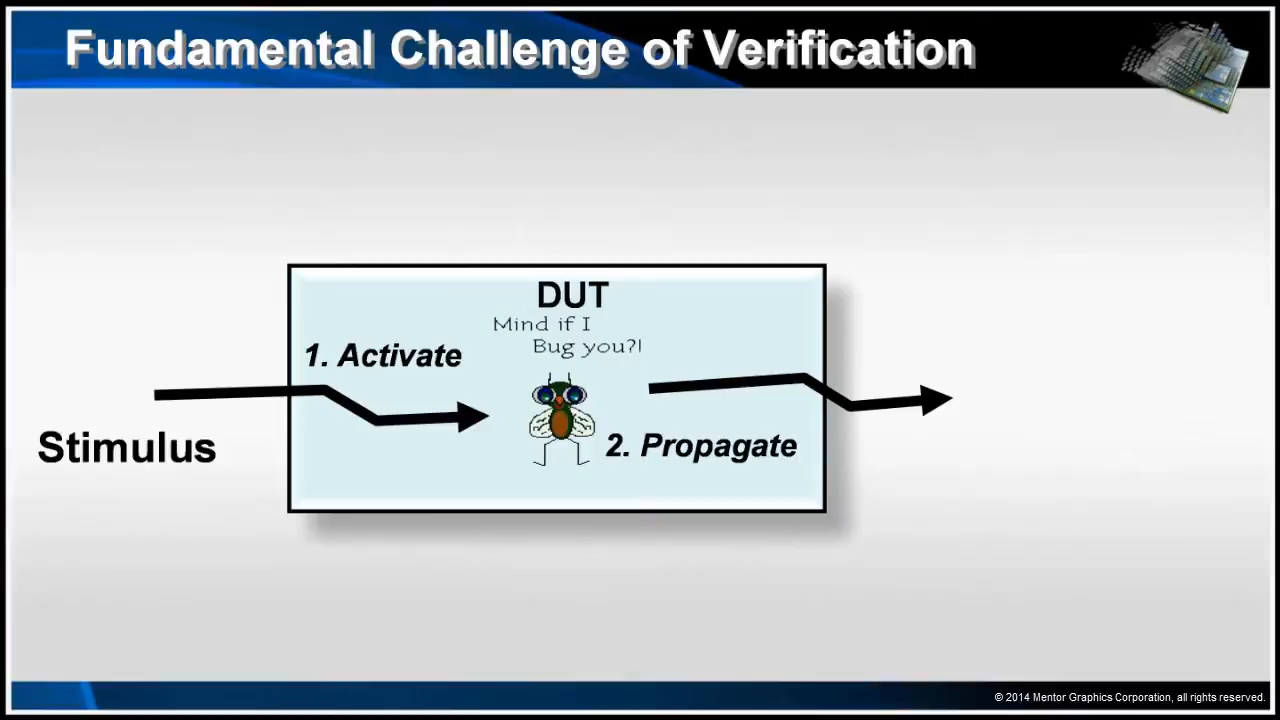 Fundamental Challenge of Verification
DUT
Mind if I
Bug you?!
1. Activate
Stimulus
2. Propagate
© 2014 Mentor Graphics Corporation, all rights reserved.